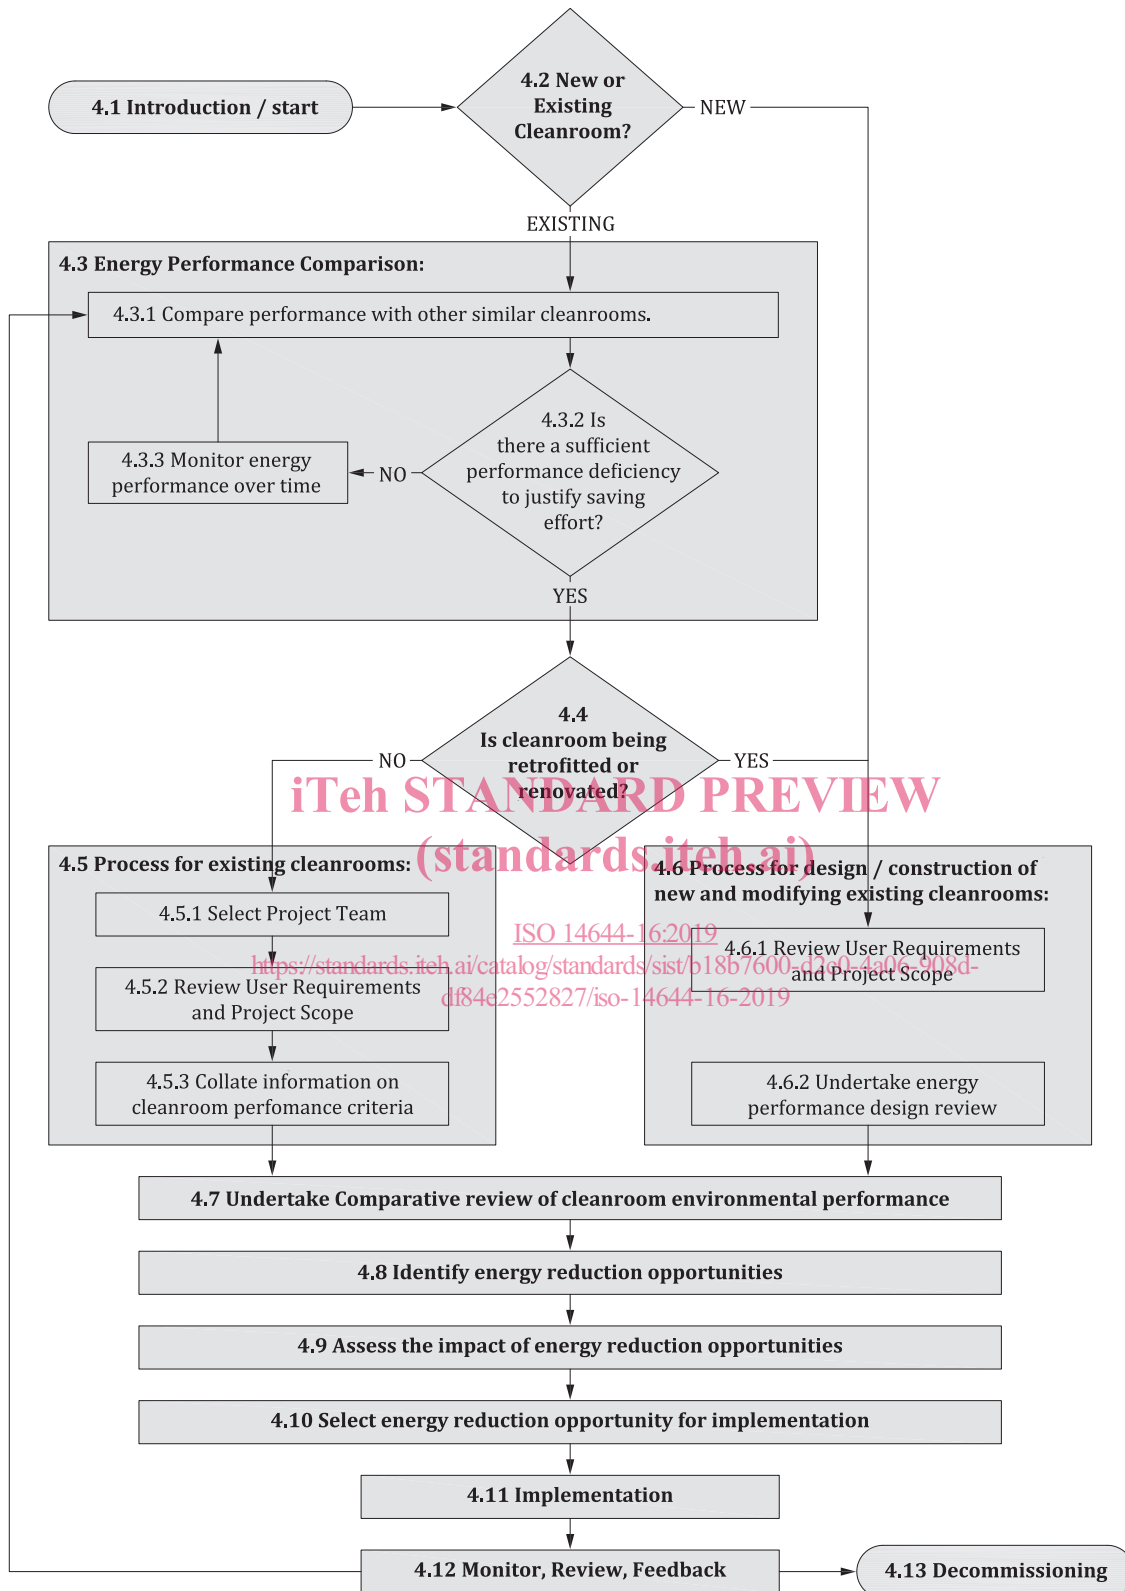 4.1 Introduction / start
4.2 New or
Existing
Cleanroom?
NEW
EXISTING
4.3 Energy Performance Comparison:
4.3.1 Compare performance with other similar cleanrooms.
4.3.2 Is
there a sufficient
performance deficiency
to justify saving
effort?
NO
4.3.3 Monitor energy
performance over time
YES
4.4
Is cleanroom being
retrofitted or
renovated?
NO
YES
iTeh STANDARD PREVIEW
(standards.iteh.ai)
4.5 Process for existing cleanrooms:
4.5.1 Select Project Team
4.5.2 Review User Requirements
and Project Scope
4.5.3 Collate information on
cleanroom perfomance criteria
4.6 Process for design / construction of
new and modifying existing cleanrooms:
ISO 14644-16:2019
https://standards.iteh.ai/catalog/standards/sist/b18b7600-d2c0-4a06-908d-
df84e2552827/iso-14644-16-2019
4.6.1 Review User Requirements
and Project Scope
4.6.2 Undertake energy
performance design review
4.7 Undertake Comparative review of cleanroom environmental performance
4.8 Identify energy reduction opportunities
4.9 Assess the impact of energy reduction opportunities
4.10 Select energy reduction opportunity for implementation
4.11 Implementation
4.12 Monitor, Review, Feedback
4.13 Decommissioning